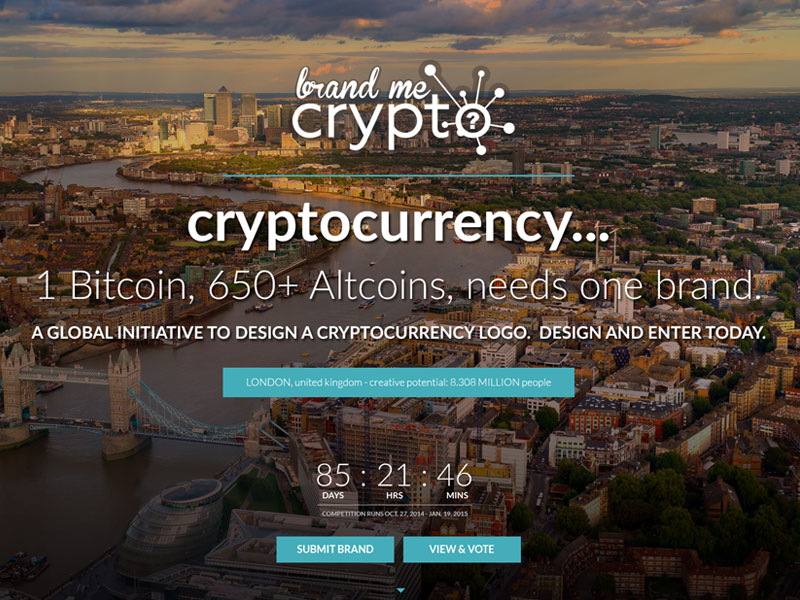 brand me
crypto
?
cryptocurrency...
1 Bitcoin, 650+ Altcoins, needs one brand.
A GLOBAL INITIATIVE TO DESIGN A CRYPTOCURRENCY LOGO. DESIGN AND ENTER TODAY.
LONDON, united kingdom - creative potential: 8.308 MILLION people
85 : 21 : 46
DAYS HRS MINS
COMPETITION RUNS OCT. 27, 2014 - JAN. 19, 2015
SUBMIT BRAND VIEW & VOTE